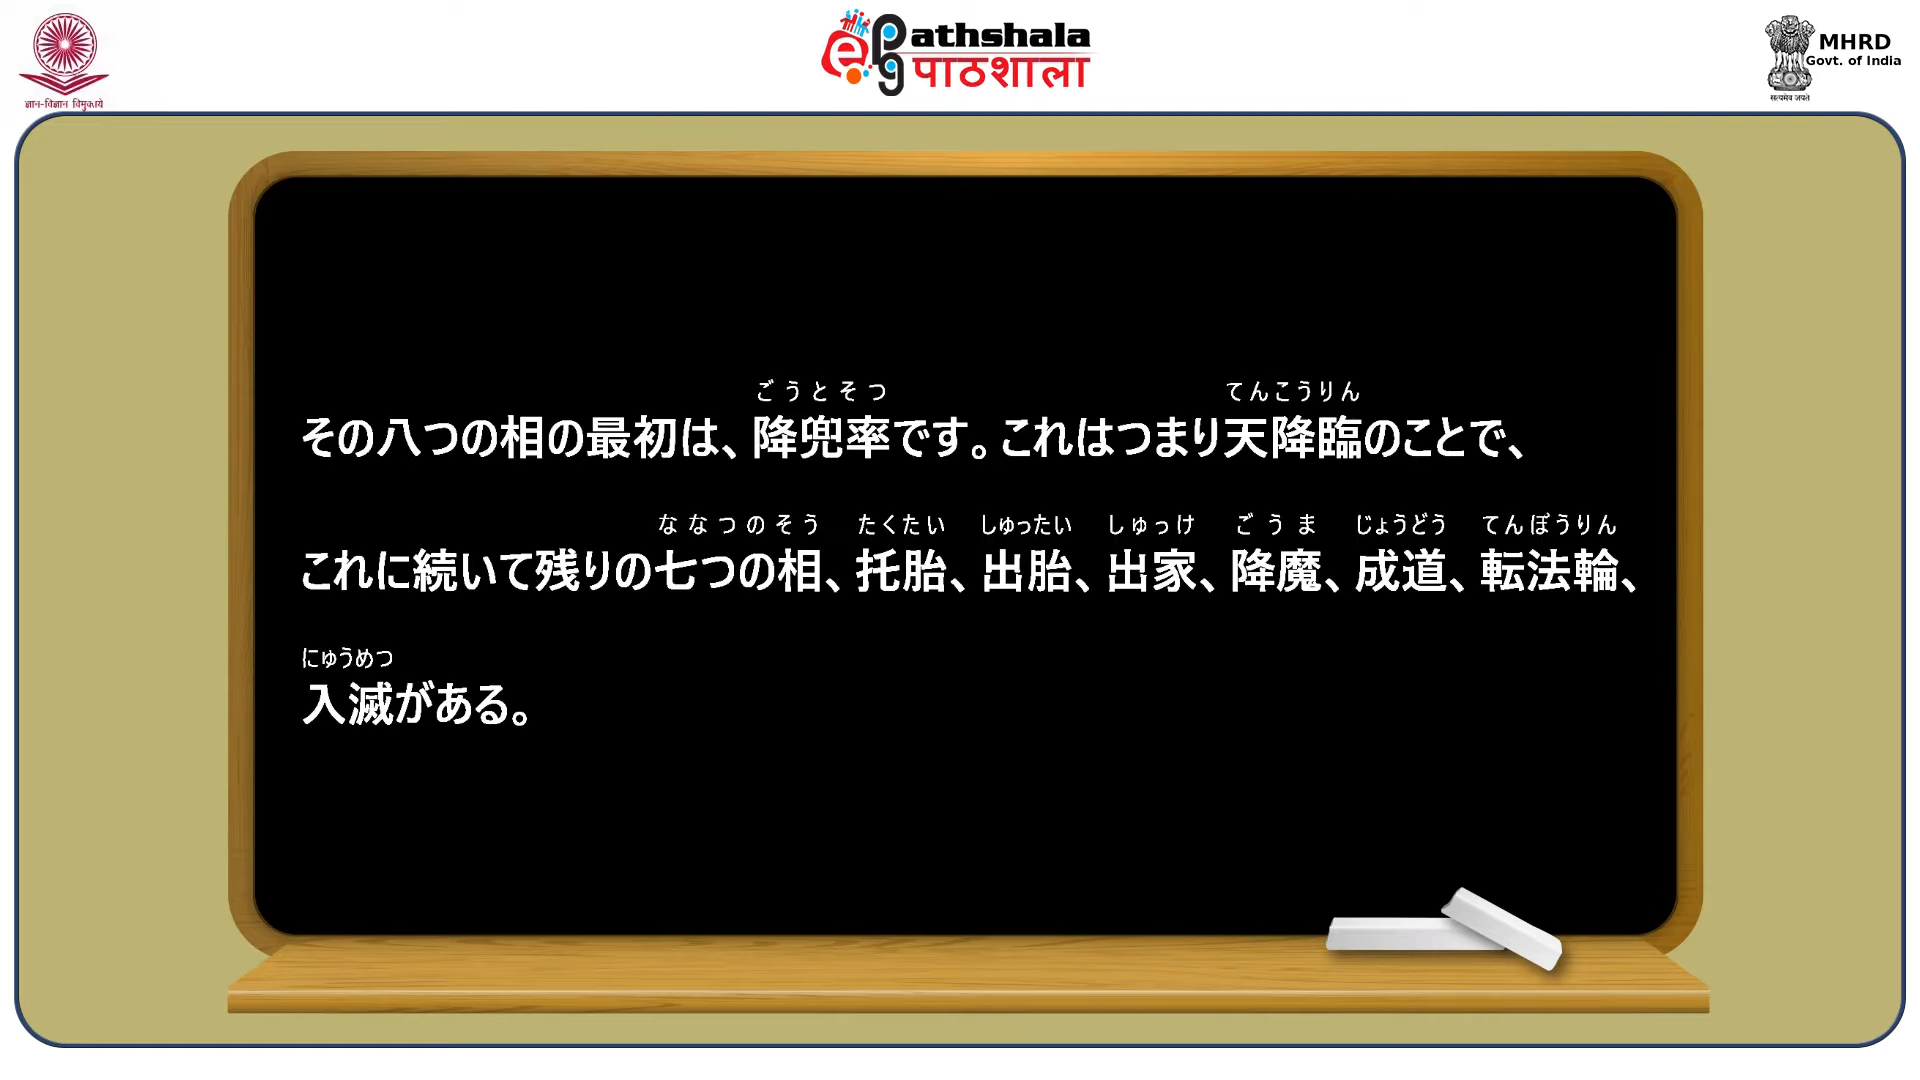 ज्ञान-विज्ञान विमुक्तये
ePathshala
पाठशाला
MHRD
Govt. of India
सत्यमेव जयते
ごうとそつ てんこうりん
その八つの相の最初は、降兜率です。これはつまり天降臨のことで、
ななつのそう たくたい しゅったい しゅっけ ごうま じょうどう てんぼうりん
これに続いて残りの七つの相、托胎、出胎、出家、降魔、成道、転法輪、
にゅうめつ
入滅がある。